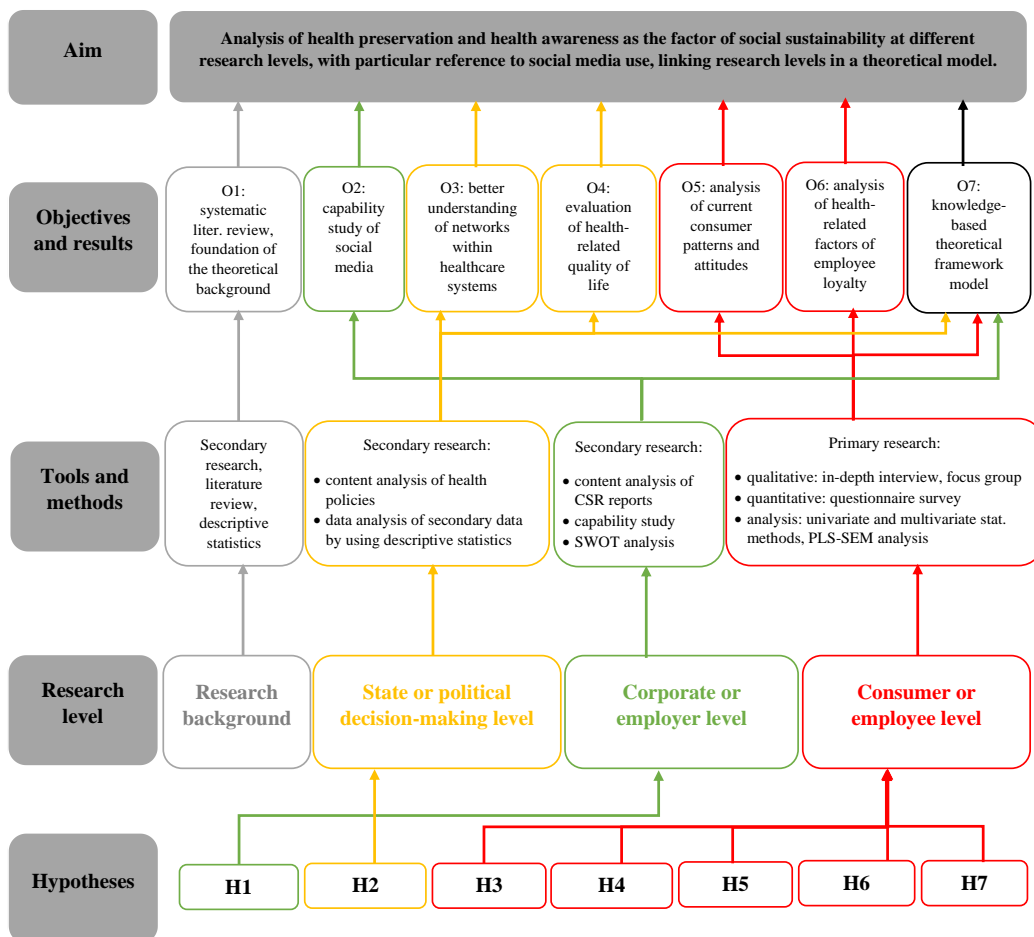 Aim
Analysis of health preservation and health awareness as the factor of social sustainability at different
research levels, with particular reference to social media use, linking research levels in a theoretical model.
Objectives
and results
O1:
systematic
liter. review,
foundation of
the theoretical
background
O2:
capability
study of
social
media
O3: better
understanding
of networks
within
healthcare
systems
O4:
evaluation
of health-
related
quality of
life
O5: analysis
of current
consumer
patterns and
attitudes
O6: analysis
of health-
related
factors of
employee
loyalty
O7:
knowledge-
based
theoretical
framework
model
Tools and
methods
Secondary
research,
literature
review,
descriptive
statistics
Secondary research:
• content analysis of health
policies
• data analysis of secondary data
by using descriptive statistics
Secondary research:
• content analysis of
CSR reports
• capability study
• SWOT analysis
Primary research:
• qualitative: in-depth interview, focus group
• quantitative: questionnaire survey
• analysis: univariate and multivariate stat.
methods, PLS-SEM analysis
Research
level
Research
background
State or political
decision-making level
Corporate or
employer level
Consumer or
employee level
Hypotheses
H1
H2
H3
H4
H5
H6
H7